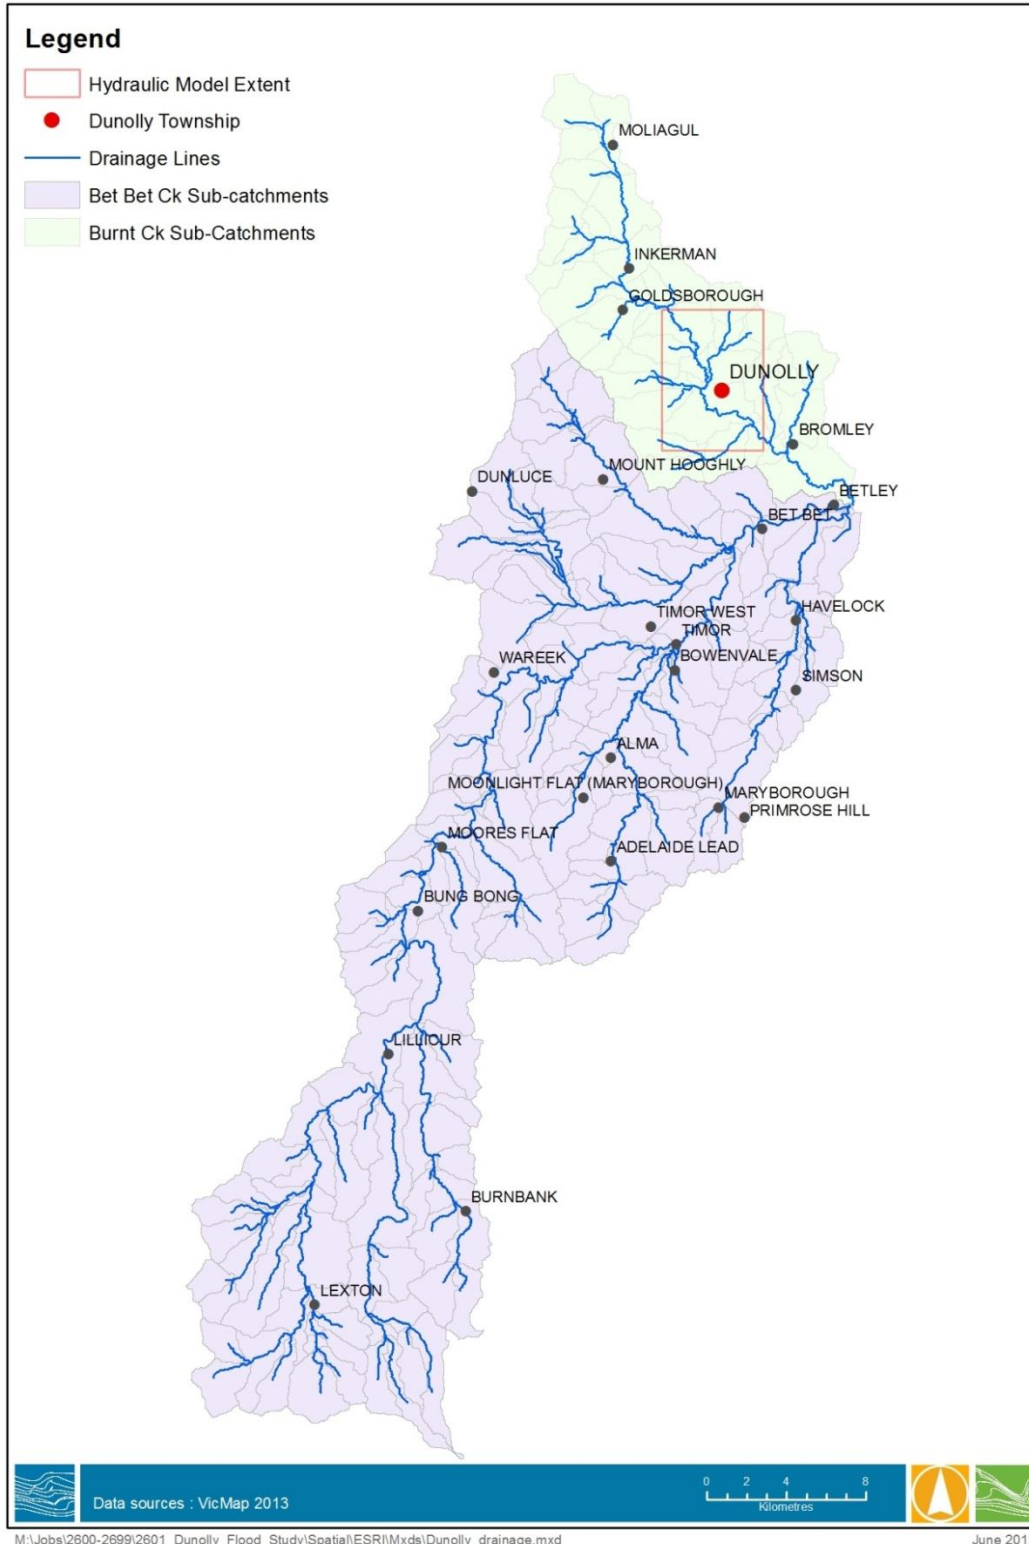 Legend
Hydraulic Model Extent
Dunolly Township
Drainage Lines
Bet Bet Ck Sub-catchments
Burnt Ck Sub-Catchments
MOLIAGUL
INKERMAN
GOLDSBOROUGH
DUNOLLY
BROMLEY
MOUNT HOOGHLY
DUNLUCE
BETLEY
BET BET
HAVELOCK
TIMOR WEST
TIMOR
BOWENVALE
WAREEK
SIMSON
ALMA
MOONLIGHT FLAT (MARYBOROUGH)
MARYBOROUGH
PRIMROSE HILL
MOORES FLAT
ADELAIDE LEAD
BUNG BONG
LILLICUR
BURNBANK
LEXTON
Data sources : VicMap 2013
0 2 4 8
Kilometres
M:\Jobs\2600-2699\2601_Dunolly_Flood_Study\Spatial\ESRI\Mxds\Dunolly_drainage.mxd
June 201